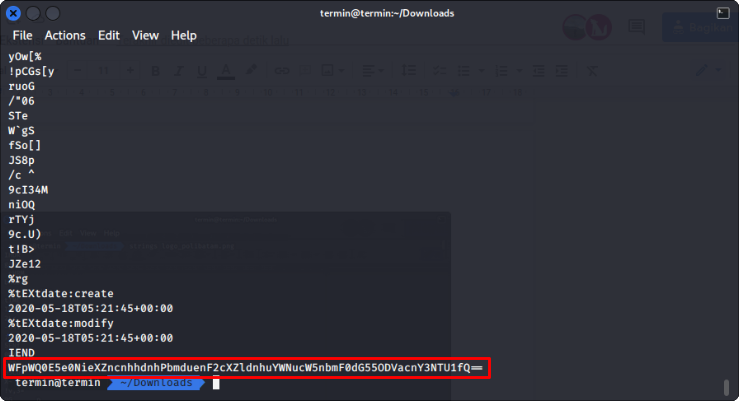 termin@termin:~/Downloads
File Actions Edit View Help
yOw[%
!pCGs[y
ruoG
/"06
STe
W`gS
fSo[]
JS8p
/c ^
9cI34M
niOQ
rTYj
9c.U)
t!B>
JZe12
%rg
%tEXtdate:create
2020-05-18T05:21:45+00:00
%tEXtdate:modify
2020-05-18T05:21:45+00:00
IEND
WFpWQ0E5e0NieXZncnhhdnhPbmduenF2cXZldnhuYWNucW5nbmF0dG55ODVacnY3NTU1fQ==
termin@termin ~/Downloads